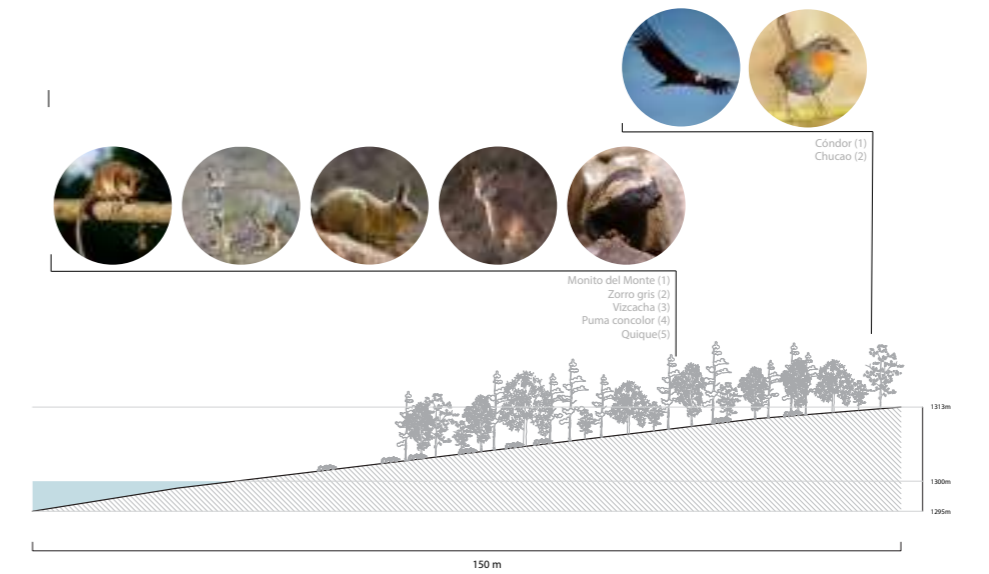 Cóndor (1)
Chucao (2)
Monito del Monte (1)
Zorro gris (2)
Vizcacha (3)
Puma concolor (4)
Quique(5)
1313m
1300m
1295m
150 m